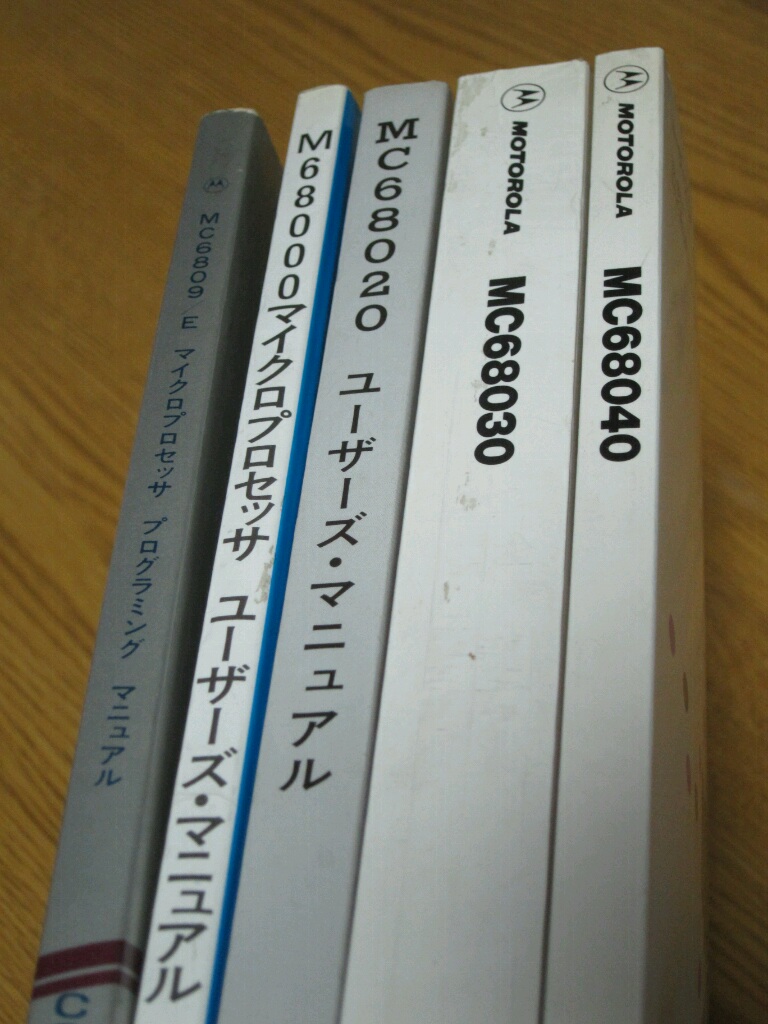 MC6809/E マイクロプロセッサ プログラミング マニュアル
C
M68000マイクロプロセッサ ユーザーズ・マニュアル
MC68020 ユーザーズ・マニュアル
MOTOROLA MC68030
MOTOROLA MC68040